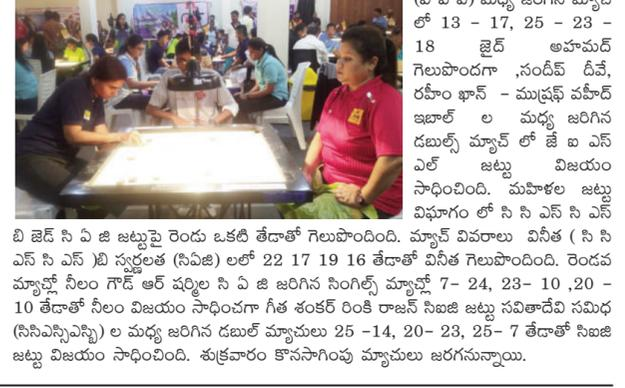 (పి పి పి) మధ్య జరిగిన మ్యాచ్
లో 13 - 17, 25 - 23 -
18 జైద్ అహమద్
గెలుపొందగా ,సందీప్ దీవే,
రహీం ఖాన్ - ముష్రఫ్ వహీద్
ఇబాల్ ల మధ్య జరిగిన
డబుల్స్ మ్యాచ్ లో జే ఐ ఎస్
ఎల్ జట్టు విజయం
సాధించింది. మహిళల జట్టు
విఘాగం లో సి సి ఎస్ సి ఎస్
బి జెడ్ సి ఏ జి జట్టుపై రెండు ఒకటి తేడాతో గెలుపొందింది. మ్యాచ్ వివరాలు వినీత ( సి సి
ఎస్ సి ఎస్ )బి స్వర్ణలత (సిఏజి) లలో 22 17 19 16 తేడాతో వినీత గెలుపొందింది. రెండవ
మ్యాచ్లో నీలం గౌడ్ ఆర్ షర్మిల సి ఏ జి జరిగిన సింగిల్స్ మ్యాచ్లో 7- 24, 23- 10 ,20 -
10 తేడాతో నీలం విజయం సాధించగా గీత శంకర్ రింకి రాజన్ సిఐజి జట్టు సవితాదేవి సమిధ
(సిసిఎస్సిఎస్బి) ల మధ్య జరిగిన డబుల్ మ్యాచులు 25 -14, 20- 23, 25- 7 తేడాతో సిఐజి
జట్టు విజయం సాధించింది. శుక్రవారం కొనసాగింపు మ్యాచులు జరగనున్నాయి.